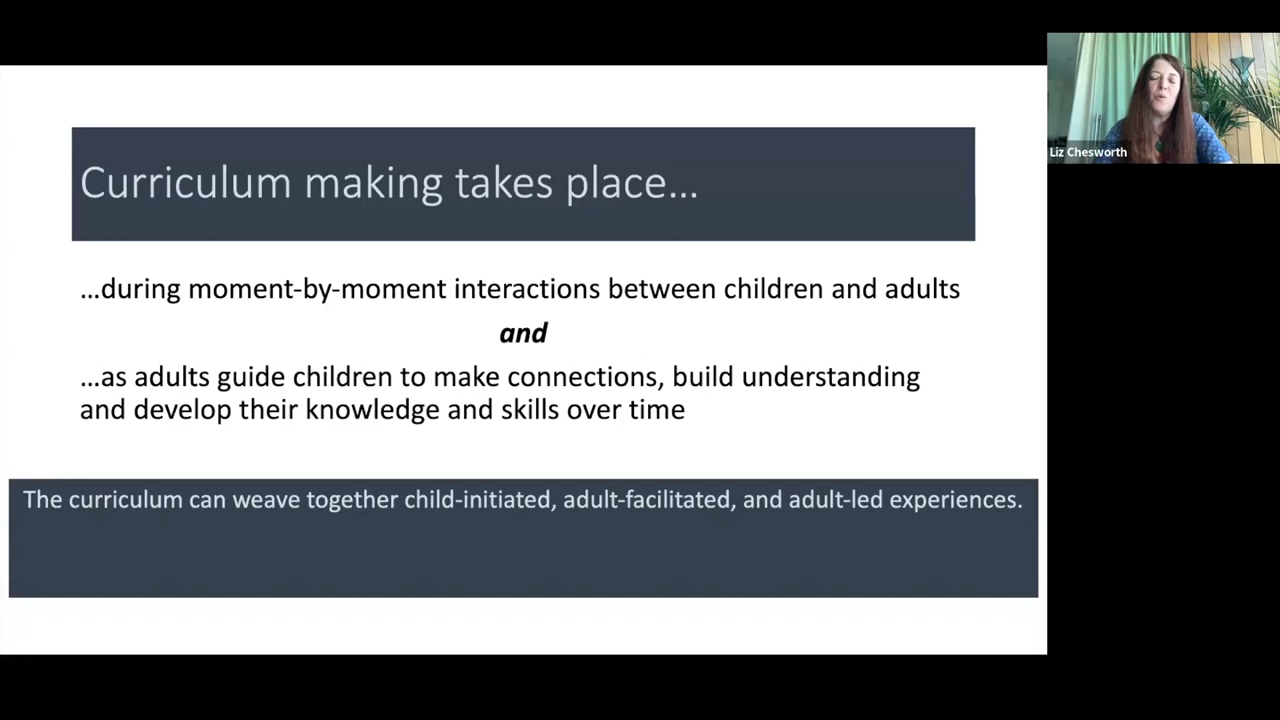 Curriculum making takes place…
…during moment-by-moment interactions between children and adults
and
…as adults guide children to make connections, build understanding
and develop their knowledge and skills over time
The curriculum can weave together child-initiated, adult-facilitated, and adult-led experiences.
Liz Chesworth